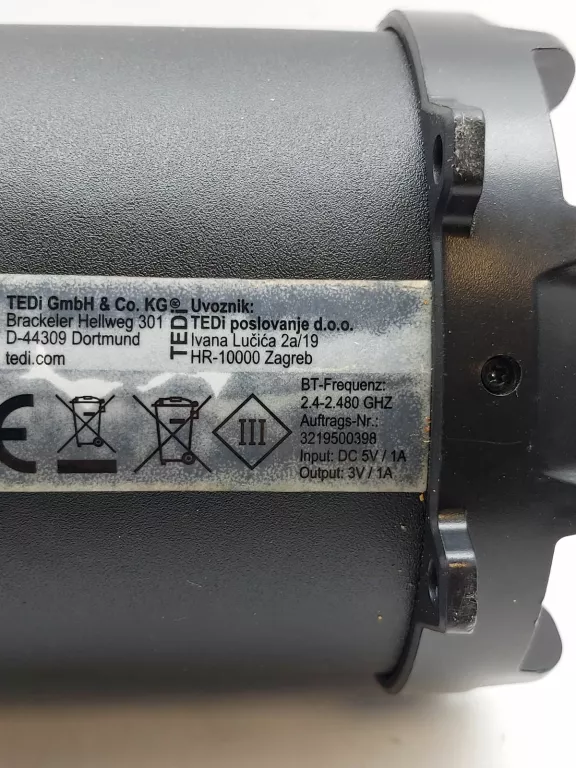 TEDi GmbH & Co. KG
Brackeler Hellweg 301
D-44309 Dortmund
tedi.com
TEDi®
Uvoznik:
TEDi poslovanje d.o.o.
Ivana Lučića 2a/19
HR-10000 Zagreb
CE
III
BT-Frequenz:
2.4-2.480 GHZ
Auftrags-Nr.:
3219500398
Input: DC 5V / 1A
Output: 3V / 1A